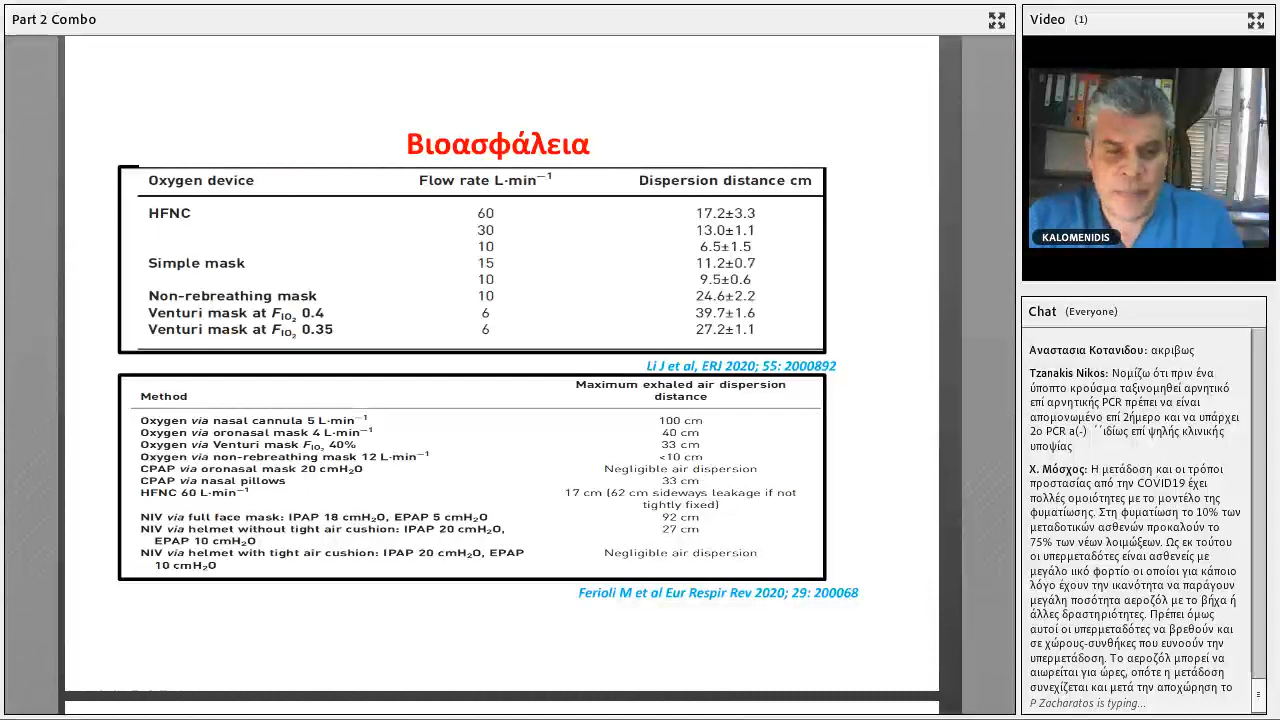 Part 2 Combo
Βιοασφάλεια
Oxygen device Flow rate L·min−1 Dispersion distance cm
HFNC 60 17.2±3.3
30 13.0±1.1
10 6.5±1.5
Simple mask 15 11.2±0.7
10 9.5±0.6
Non-rebreathing mask 10 24.6±2.2
Venturi mask at FIO2 0.4 6 39.7±1.6
Venturi mask at FIO2 0.35 6 27.2±1.1
Li J et al, ERJ 2020; 55: 2000892
Maximum exhaled air dispersion
Method distance
Oxygen via nasal cannula 5 L·min−1 100 cm
Oxygen via oronasal mask 4 L·min−1 40 cm
Oxygen via Venturi mask FIO2 40% 33 cm
Oxygen via non-rebreathing mask 12 L·min−1 <10 cm
CPAP via oronasal mask 20 cmH2O Negligible air dispersion
CPAP via nasal pillows 33 cm
HFNC 60 L·min−1 17 cm (62 cm sideways leakage if not
tightly fixed)
NIV via full face mask: IPAP 18 cmH2O, EPAP 5 cmH2O 92 cm
NIV via helmet without tight air cushion: IPAP 20 cmH2O, 27 cm
EPAP 10 cmH2O
NIV via helmet with tight air cushion: IPAP 20 cmH2O, EPAP Negligible air dispersion
10 cmH2O
Ferioli M et al Eur Respir Rev 2020; 29: 200068
Video (1)
KALOMENIDIS
Chat (Everyone)
Αναστασια Κοτανιδου: ακριβως
Tzanakis Nikos: Νομίζω ότι πριν ένα
ύποπτο κρούσμα ταξινομηθεί αρνητικό
επί αρνητικής PCR πρέπει να είναι
απομονωμένο επί 2ήμερο και να υπάρχει
2ο PCR a(-) ΄΄ιδίως επί ψηλής κλινικής
υποψίας
Χ. Μόσχος: Η μετάδοση και οι τρόποι
προστασίας από την COVID19 έχει
πολλές ομοιότητες με το μοντέλο της
φυματίωσης. Στη φυματίωση το 10% των
μεταδοτικών ασθενών προκαλούν το
75% των νέων λοιμώξεων. Ως εκ τούτου
οι υπερμεταδότες είναι ασθενείς με
μεγάλο ιικό φορτίο οι οποίοι για κάποιο
λόγο έχουν την ικανότητα να παράγουν
μεγάλη ποσότητα αεροζόλ με το βήχα ή
άλλες δραστηριότητες. Πρέπει όμως
αυτοί οι υπερμεταδότες να βρεθούν και
σε χώρους-συνθήκες που ευνοούν την
υπερμετάδοση. Το αεροζόλ μπορεί να
αιωρείται για ώρες, οπότε η μετάδοση
συνεχίζεται και μετά την αποχώρηση το
P Zacharatos is typing...